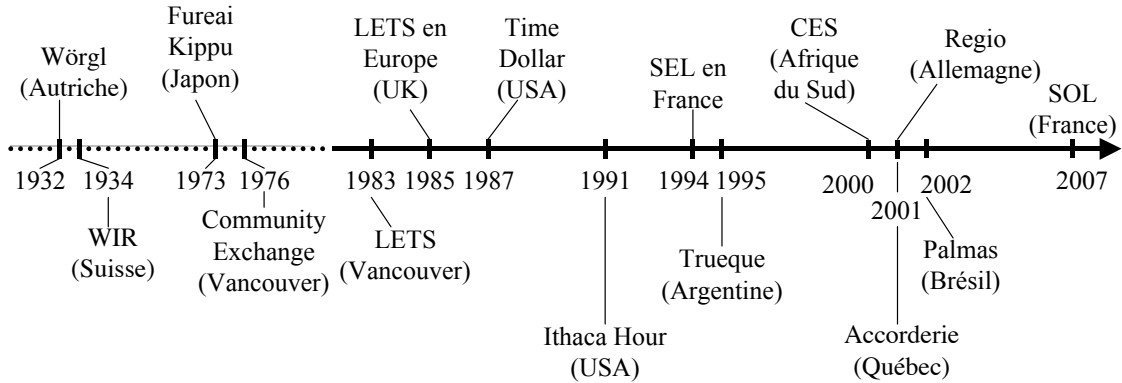 Wörgl
(Autriche)
Fureai
Kippu
(Japon)
LETS en
Europe
(UK)
Time
Dollar
(USA)
SEL en
France
CES
(Afrique
du Sud)
Regio
(Allemagne)
SOL
(France)
1932
1934
1973
1976
1983
1985
1987
1991
1994
1995
2000
2001
2002
2007
WIR
(Suisse)
Community
Exchange
(Vancouver)
LETS
(Vancouver)
Ithaca Hour
(USA)
Trueque
(Argentine)
Accorderie
(Québec)
Palmas
(Brésil)